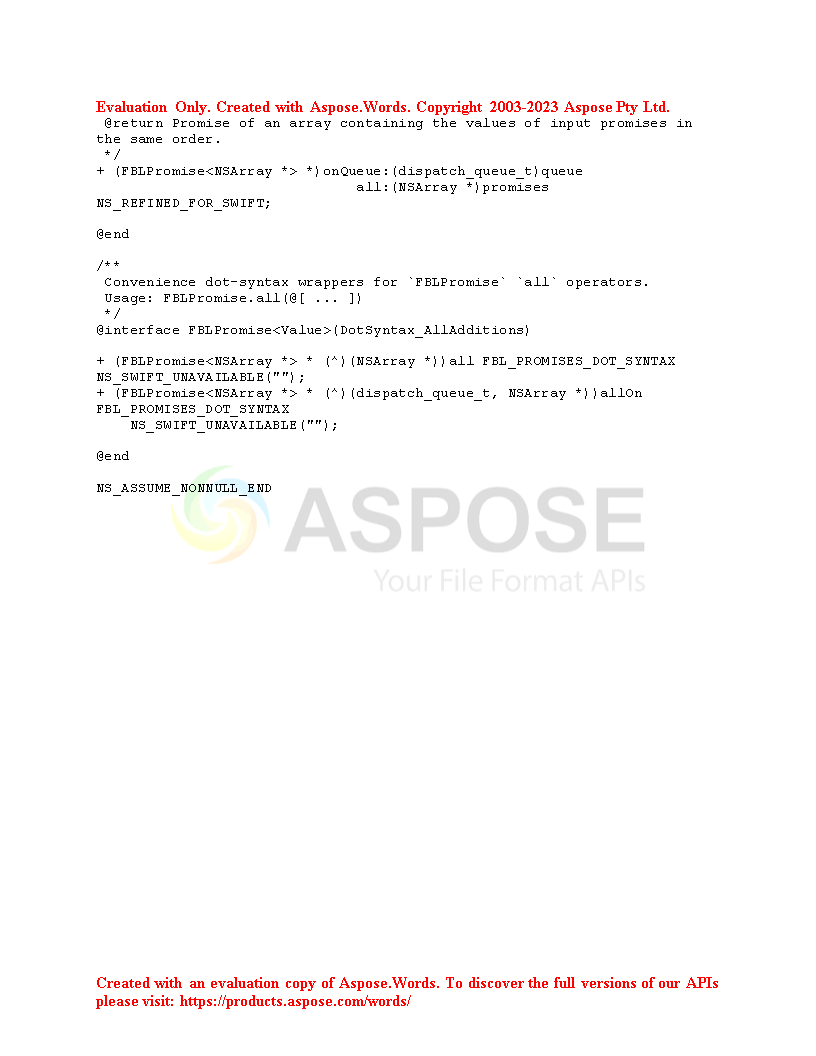 Evaluation Only. Created with Aspose.Words. Copyright 2003-2023 Aspose Pty Ltd.
 @return Promise of an array containing the values of input promises in
the same order.
 */
+ (FBLPromise<NSArray *> *)onQueue:(dispatch_queue_t)queue
                               all:(NSArray *)promises
NS_REFINED_FOR_SWIFT;

@end

/**
 Convenience dot-syntax wrappers for `FBLPromise` `all` operators.
 Usage: FBLPromise.all(@[ ... ])
 */
@interface FBLPromise<Value>(DotSyntax_AllAdditions)

+ (FBLPromise<NSArray *> * (^)(NSArray *))all FBL_PROMISES_DOT_SYNTAX
NS_SWIFT_UNAVAILABLE("");
+ (FBLPromise<NSArray *> * (^)(dispatch_queue_t, NSArray *))allOn
FBL_PROMISES_DOT_SYNTAX
    NS_SWIFT_UNAVAILABLE("");

@end

NS_ASSUME_NONNULL_END
ASPOSE
Your File Format APIs
Created with an evaluation copy of Aspose.Words. To discover the full versions of our APIs
please visit: https://products.aspose.com/words/